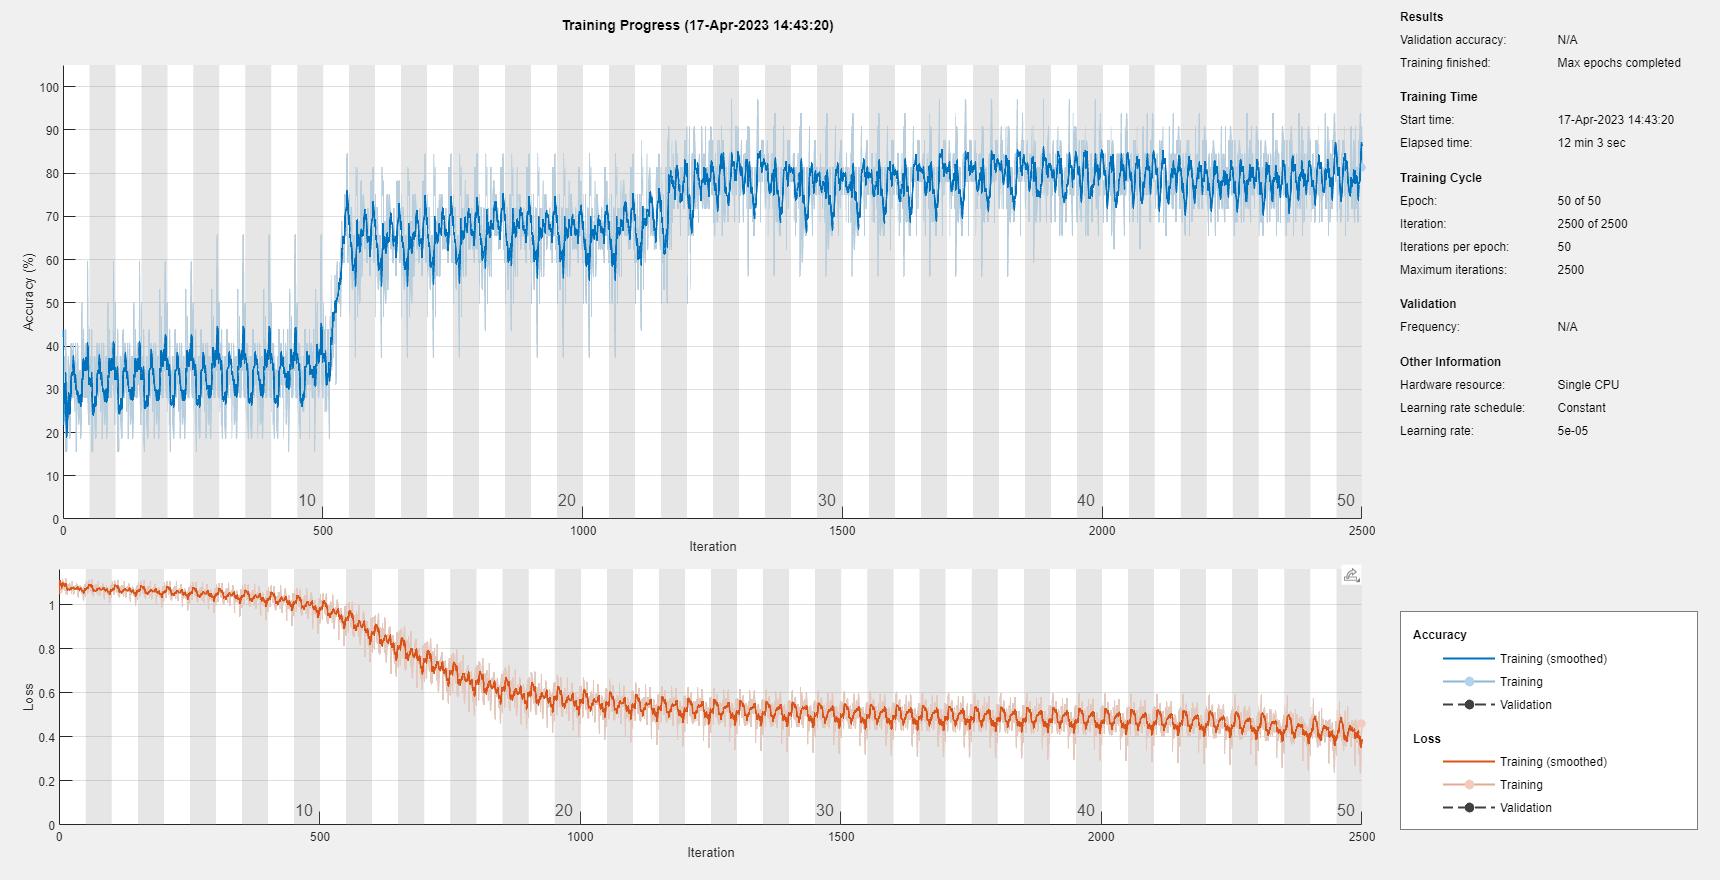 Training Progress (17-Apr-2023 14:43:20)
100
90
80
70
60
50
40
30
20
10
0
Accuracy (%)
10
20
30
40
50
0
500
1000
1500
2000
2500
Iteration
1
0.8
0.6
0.4
0.2
0
Loss
10
20
30
40
50
0
500
1000
1500
2000
2500
Iteration
Results
Validation accuracy: N/A
Training finished: Max epochs completed
Training Time
Start time: 17-Apr-2023 14:43:20
Elapsed time: 12 min 3 sec
Training Cycle
Epoch: 50 of 50
Iteration: 2500 of 2500
Iterations per epoch: 50
Maximum iterations: 2500
Validation
Frequency: N/A
Other Information
Hardware resource: Single CPU
Learning rate schedule: Constant
Learning rate: 5e-05
Accuracy
Training (smoothed)
Training
Validation
Loss
Training (smoothed)
Training
Validation